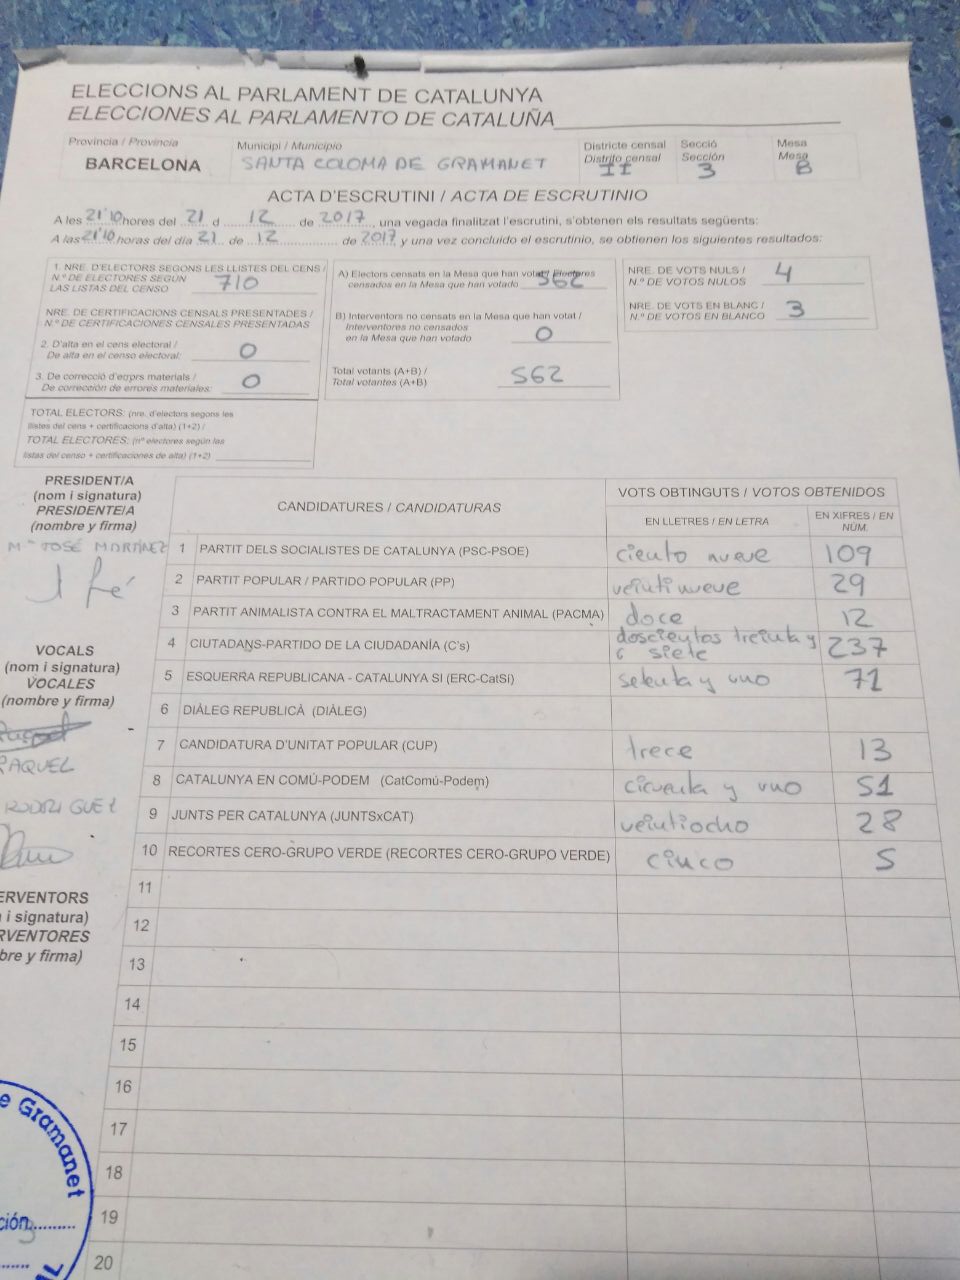 ELECCIONS AL PARLAMENT DE CATALUNYA
ELECCIONES AL PARLAMENTO DE CATALUÑA
Província / Provincia
BARCELONA
Municipi / Municipio
SANTA COLOMA DE GRAMANET
Districte censal
Distrito censal
II
Secció
Sección
3
Mesa
Mesa
B
ACTA D'ESCRUTINI / ACTA DE ESCRUTINIO
A les 21'10 hores del 21 d 12 de 2017, una vegada finalitzat l'escrutini, s'obtenen els resultats següents:
A las 21'10 horas del día 21 de 12 de 2017 y una vez concluido el escrutinio, se obtienen los siguientes resultados:
1. NRE. D'ELECTORS SEGONS LES LLISTES DEL CENS /
N.º DE ELECTORES SEGÚN
LAS LISTAS DEL CENSO 710
NRE. DE CERTIFICACIONS CENSALS PRESENTADES /
N.º DE CERTIFICACIONES CENSALES PRESENTADAS
2. D'alta en el cens electoral /
De alta en el censo electoral: 0
3. De correcció d'errors materials /
De corrección de errores materiales: 0
TOTAL ELECTORS: (nre. d'electors segons les
llistes del cens + certificacions d'alta) (1+2) /
TOTAL ELECTORES: (nº electores según las
listas del censo + certificaciones de alta) (1+2)
A) Electors censats en la Mesa que han votat / Electores
censados en la Mesa que han votado 562
B) Interventors no censats en la Mesa que han votat /
Interventores no censados
en la Mesa que han votado 0
Total votants (A+B) /
Total votantes (A+B) 562
NRE. DE VOTS NULS /
N.º DE VOTOS NULOS 4
NRE. DE VOTS EN BLANC /
N.º DE VOTOS EN BLANCO 3
PRESIDENT/A
(nom i signatura)
PRESIDENTE/A
(nombre y firma)
Mª JOSÉ MARTÍNEZ
VOCALS
(nom i signatura)
VOCALES
(nombre y firma)
RAQUEL
RODRIGUEZ
ERVENTORS
i signatura)
RVENTORES
bre y firma)
CANDIDATURES / CANDIDATURAS
VOTS OBTINGUTS / VOTOS OBTENIDOS
EN LLETRES / EN LETRA
EN XIFRES / EN
NÚM.
1 PARTIT DELS SOCIALISTES DE CATALUNYA (PSC-PSOE) ciento nueve 109
2 PARTIT POPULAR / PARTIDO POPULAR (PP) veintinueve 29
3 PARTIT ANIMALISTA CONTRA EL MALTRACTAMENT ANIMAL (PACMA) doce 12
4 CIUTADANS-PARTIDO DE LA CIUDADANÍA (C's) doscientos treinta y siete 237
5 ESQUERRA REPUBLICANA - CATALUNYA SI (ERC-CatSí) setenta y uno 71
6 DIÀLEG REPUBLICÀ (DIÀLEG)
7 CANDIDATURA D'UNITAT POPULAR (CUP) trece 13
8 CATALUNYA EN COMÚ-PODEM (CatComú-Podem) cincuenta y uno 51
9 JUNTS PER CATALUNYA (JUNTSxCAT) veintiocho 28
10 RECORTES CERO-GRUPO VERDE (RECORTES CERO-GRUPO VERDE) cinco 5
11
12
13
14
15
16
17
18
19
20
e Gramanet
ción 3